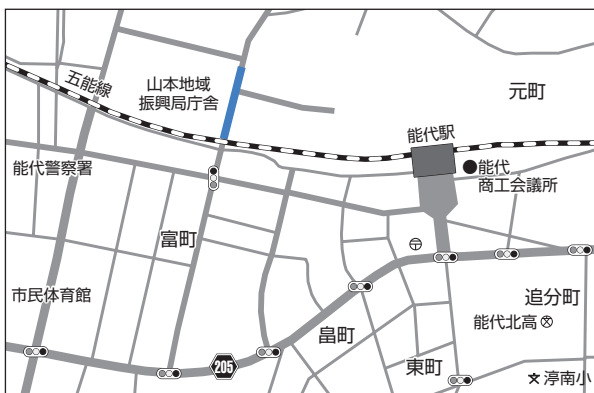 五能線
山本地域
振興局庁舎
元町
能代駅
能代
商工会議所
能代警察署
富町
市民体育館
追分町
能代北高
畠町
205
東町
渟南小